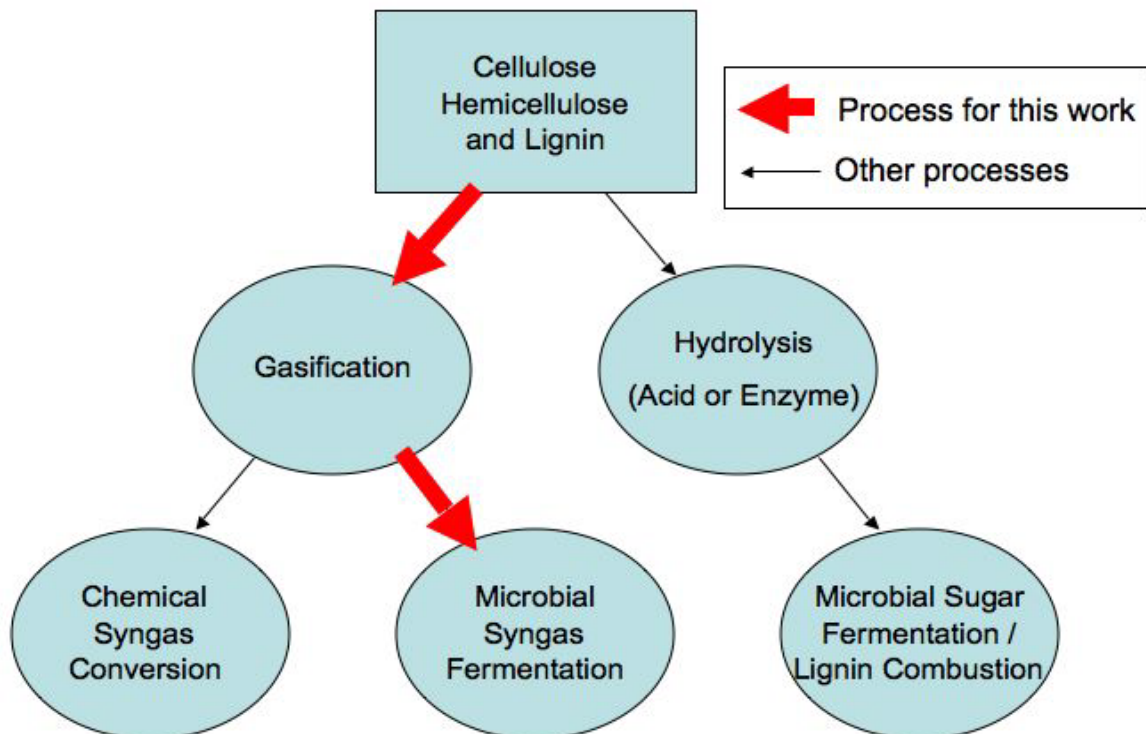 Cellulose
Hemicellulose
and Lignin
Process for this work
Other processes
Gasification
Hydrolysis
(Acid or Enzyme)
Chemical
Syngas
Conversion
Microbial
Syngas
Fermentation
Microbial Sugar
Fermentation /
Lignin Combustion